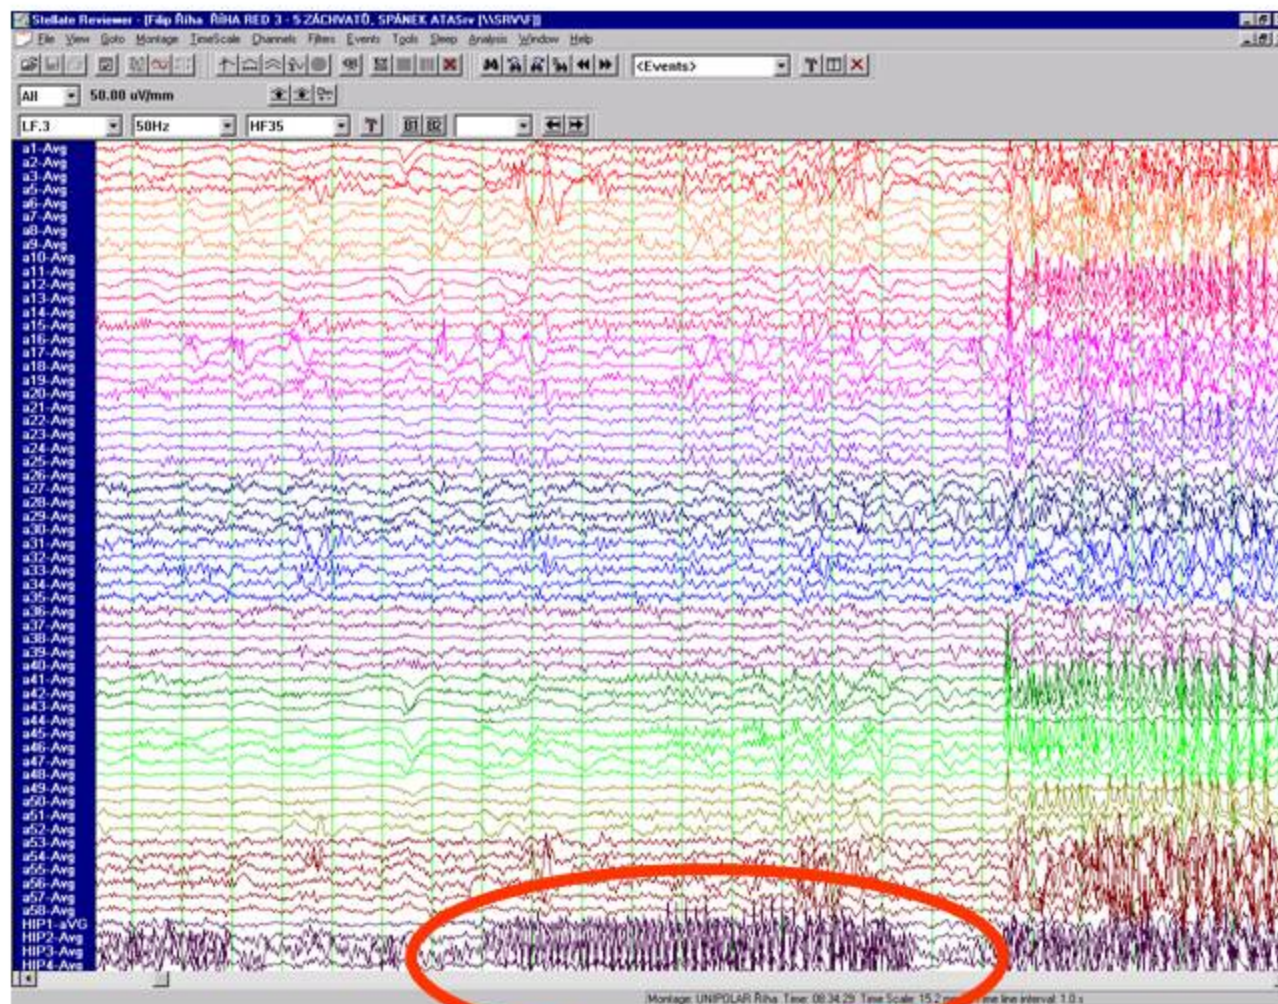 Stellate Reviewer - [Filip Říha ŘÍHA RED 3 - 5 ZÁCHVATŮ, SPÁNEK ATASrv (\\SRV\F)]
File View Goto Montage TimeScale Channels Filters Events Tools Sleep Analysis Window Help
<Events>
All 50.00 uV/mm
LF.3 50Hz HF35 B1 B2
a1-Avg
a2-Avg
a3-Avg
a5-Avg
a6-Avg
a7-Avg
a8-Avg
a9-Avg
a10-Avg
a11-Avg
a12-Avg
a13-Avg
a14-Avg
a15-Avg
a16-Avg
a17-Avg
a18-Avg
a19-Avg
a20-Avg
a21-Avg
a22-Avg
a23-Avg
a24-Avg
a25-Avg
a26-Avg
a27-Avg
a28-Avg
a29-Avg
a30-Avg
a31-Avg
a32-Avg
a33-Avg
a34-Avg
a35-Avg
a36-Avg
a37-Avg
a38-Avg
a39-Avg
a40-Avg
a41-Avg
a42-Avg
a43-Avg
a44-Avg
a45-Avg
a46-Avg
a47-Avg
a48-Avg
a49-Avg
a50-Avg
a51-Avg
a52-Avg
a53-Avg
a54-Avg
a55-Avg
a56-Avg
a57-Avg
a58-Avg
HIP1-aVG
HIP2-Avg
HIP3-Avg
HIP4-Avg
Montage: UNIPOLAR Říha Time: 08:34:29 Time Scale: 15.2 line interval: 1.0 s